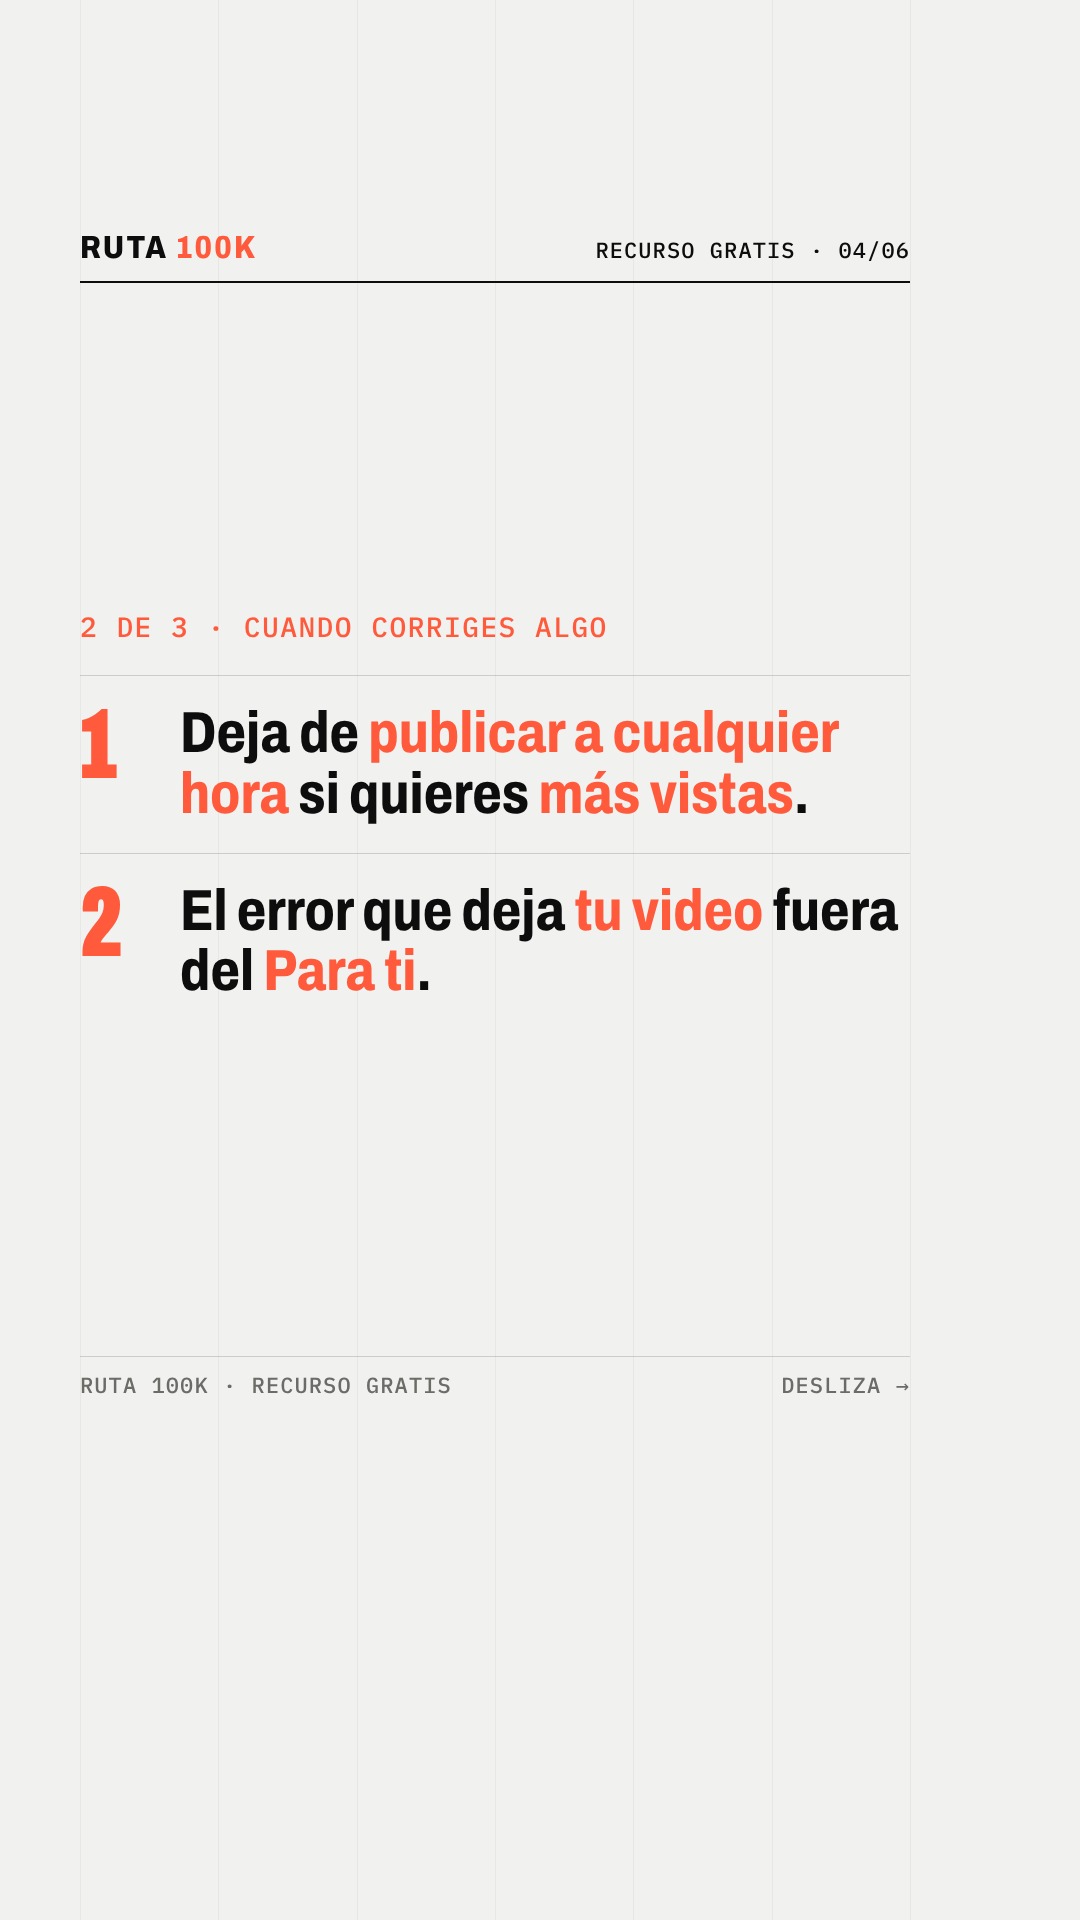 RUTA 100K
RECURSO GRATIS · 04/06
2 DE 3 · CUANDO CORRIGES ALGO
1
Deja de publicar a cualquier
hora si quieres más vistas.
2
El error que deja tu video fuera
del Para ti.
RUTA 100K · RECURSO GRATIS
DESLIZA →